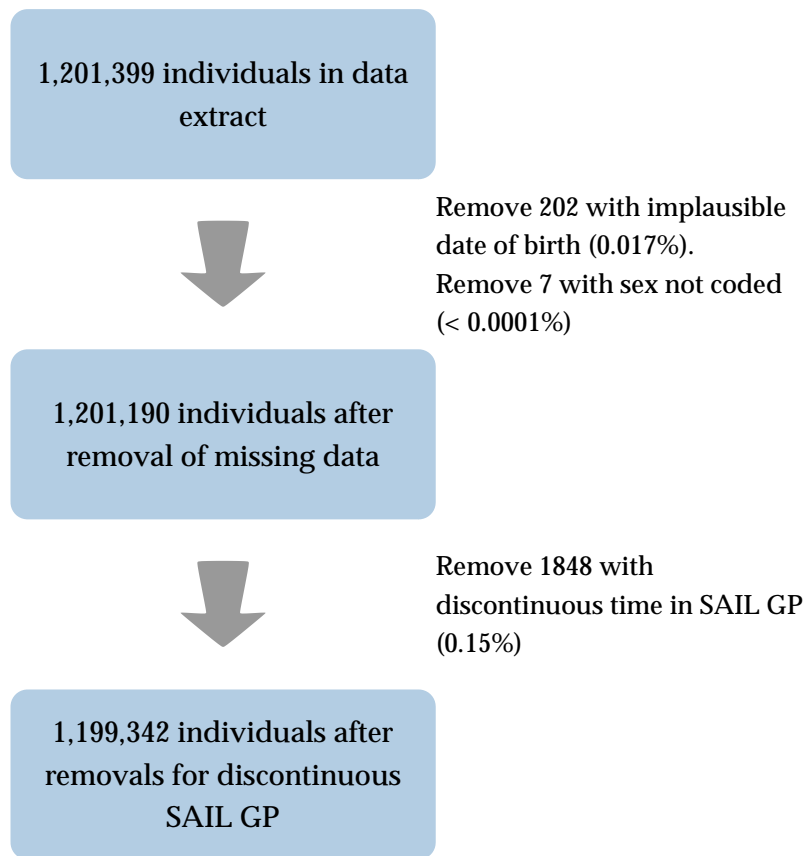 1,201,399 individuals in data
extract
Remove 202 with implausible
date of birth (0.017%).
Remove 7 with sex not coded
(< 0.0001%)
1,201,190 individuals after
removal of missing data
Remove 1848 with
discontinuous time in SAIL GP
(0.15%)
1,199,342 individuals after
removals for discontinuous
SAIL GP